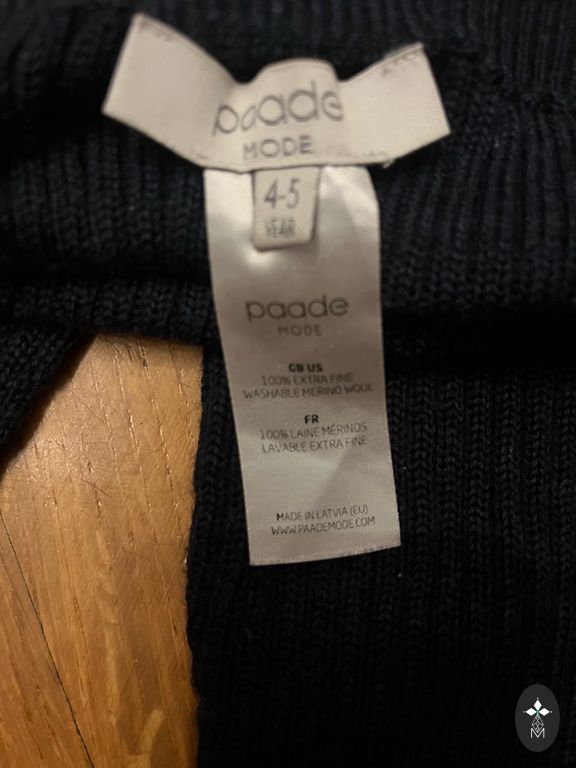 paade
MODE
4-5
YEAR
paade
MODE
GB US
100% EXTRA FINE
WASHABLE MERINO WOOL
FR
100% LAINE MÉRINOS
LAVABLE EXTRA FINE
MADE IN LATVIA (EU)
WWW.PAADEMODE.COM
M